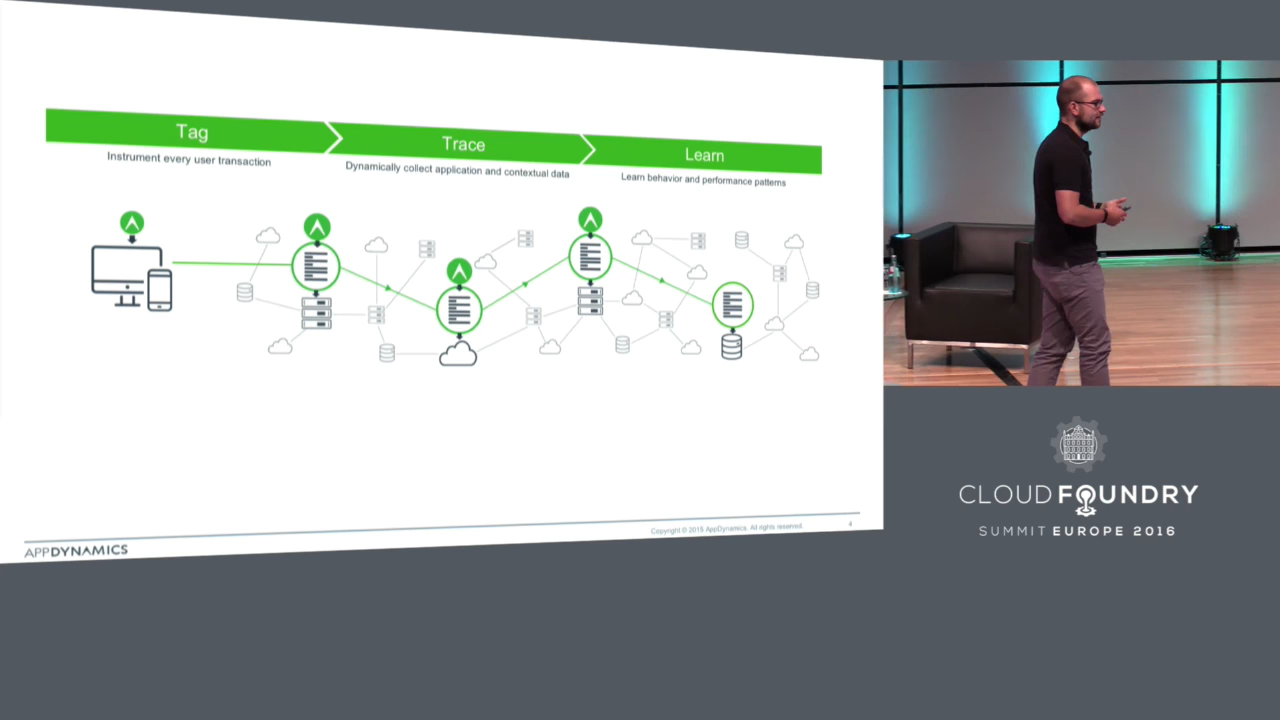 Tag
Trace
Learn
Instrument every user transaction
Dynamically collect application and contextual data
Learn behavior and performance patterns
APPDYNAMICS
Copyright © 2015 AppDynamics. All rights reserved.
4
CLOUD FOUNDRY
SUMMIT EUROPE 2016